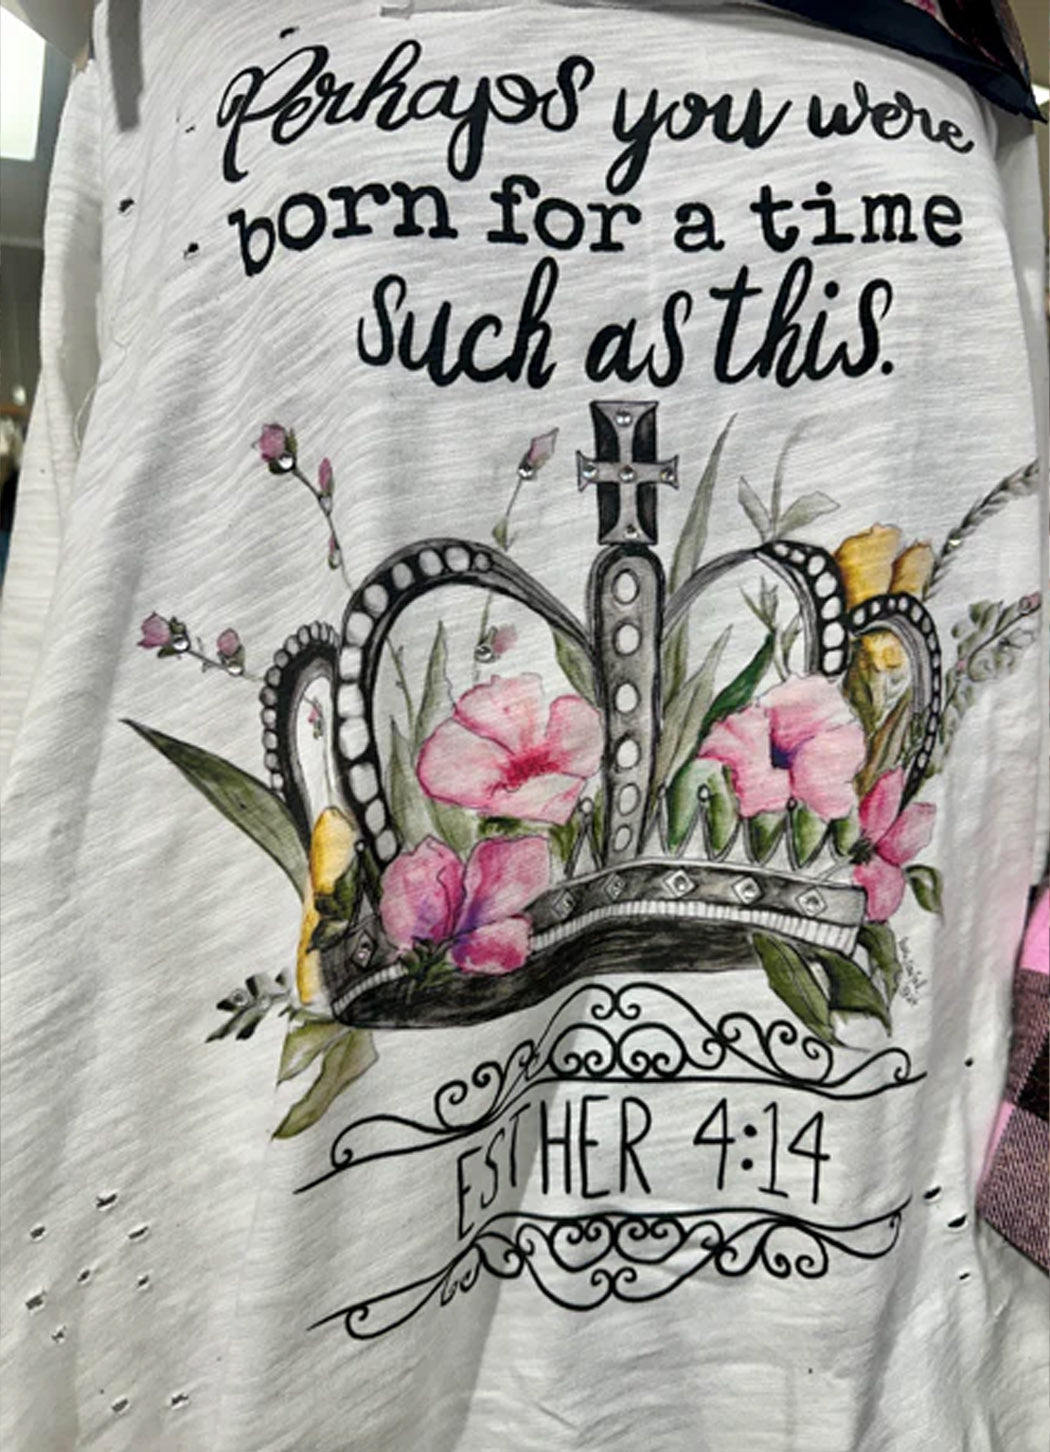 Perhaps you were
born for a time
such as this.
ESTHER 4:14